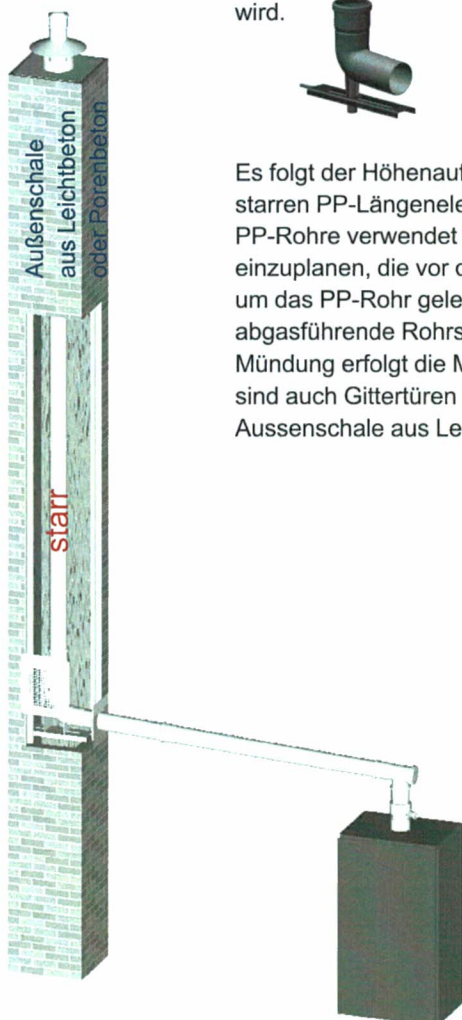 wird.
Außenschale
aus Leichtbeton
oder Porenbeton
Es folgt der Höhenauf
starren PP-Längenele
PP-Rohre verwendet
einzuplanen, die vor
um das PP-Rohr gele
abgasführende Rohrs
Mündung erfolgt die M
sind auch Gittertüren
Aussenschale aus Le
starr